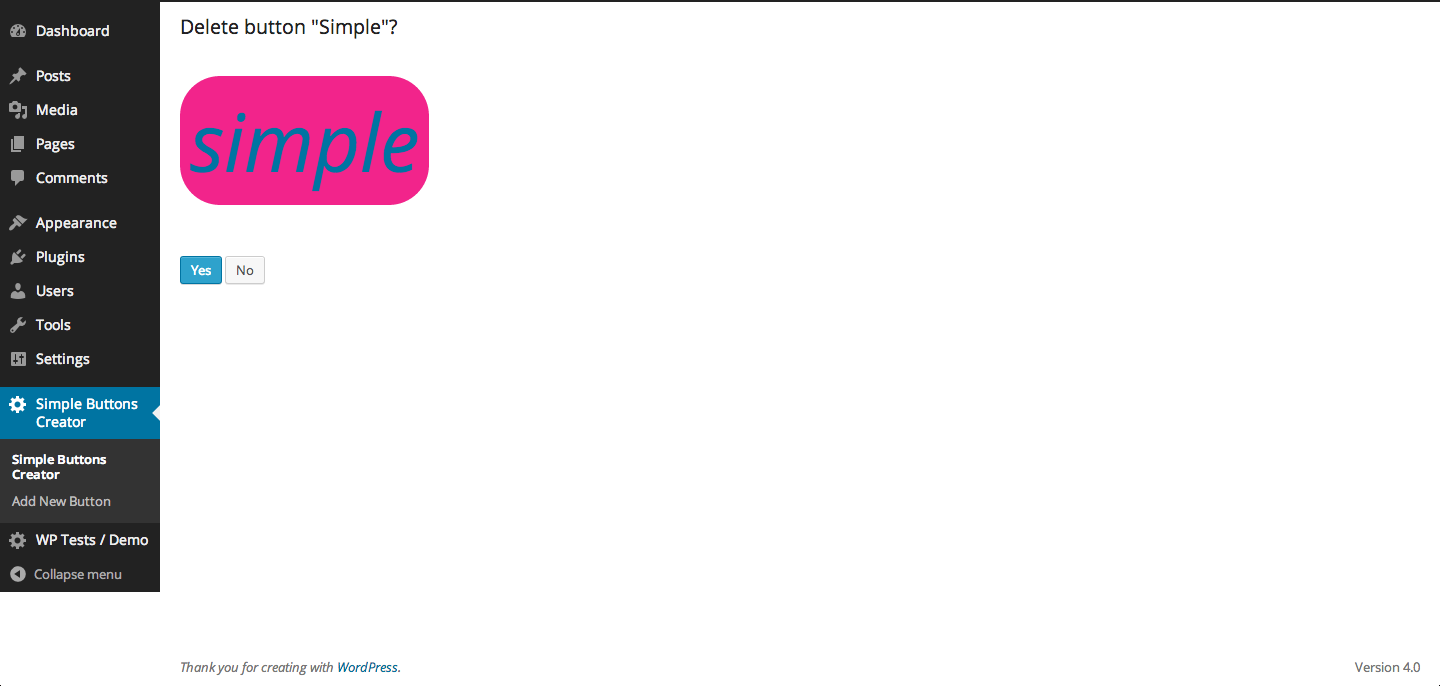 Dashboard
Posts
Media
Pages
Comments
Appearance
Plugins
Users
Tools
Settings
Simple Buttons
Creator
Simple Buttons
Creator
Add New Button
WP Tests / Demo
Collapse menu
Delete button "Simple"?
simple
Yes No
Thank you for creating with WordPress.
Version 4.0